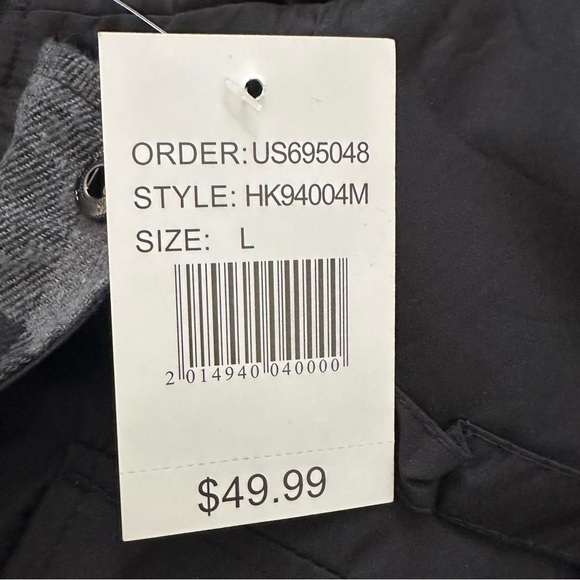 ORDER: US695048
STYLE: HK94004M
SIZE: L
2 014940 040000
$49.99